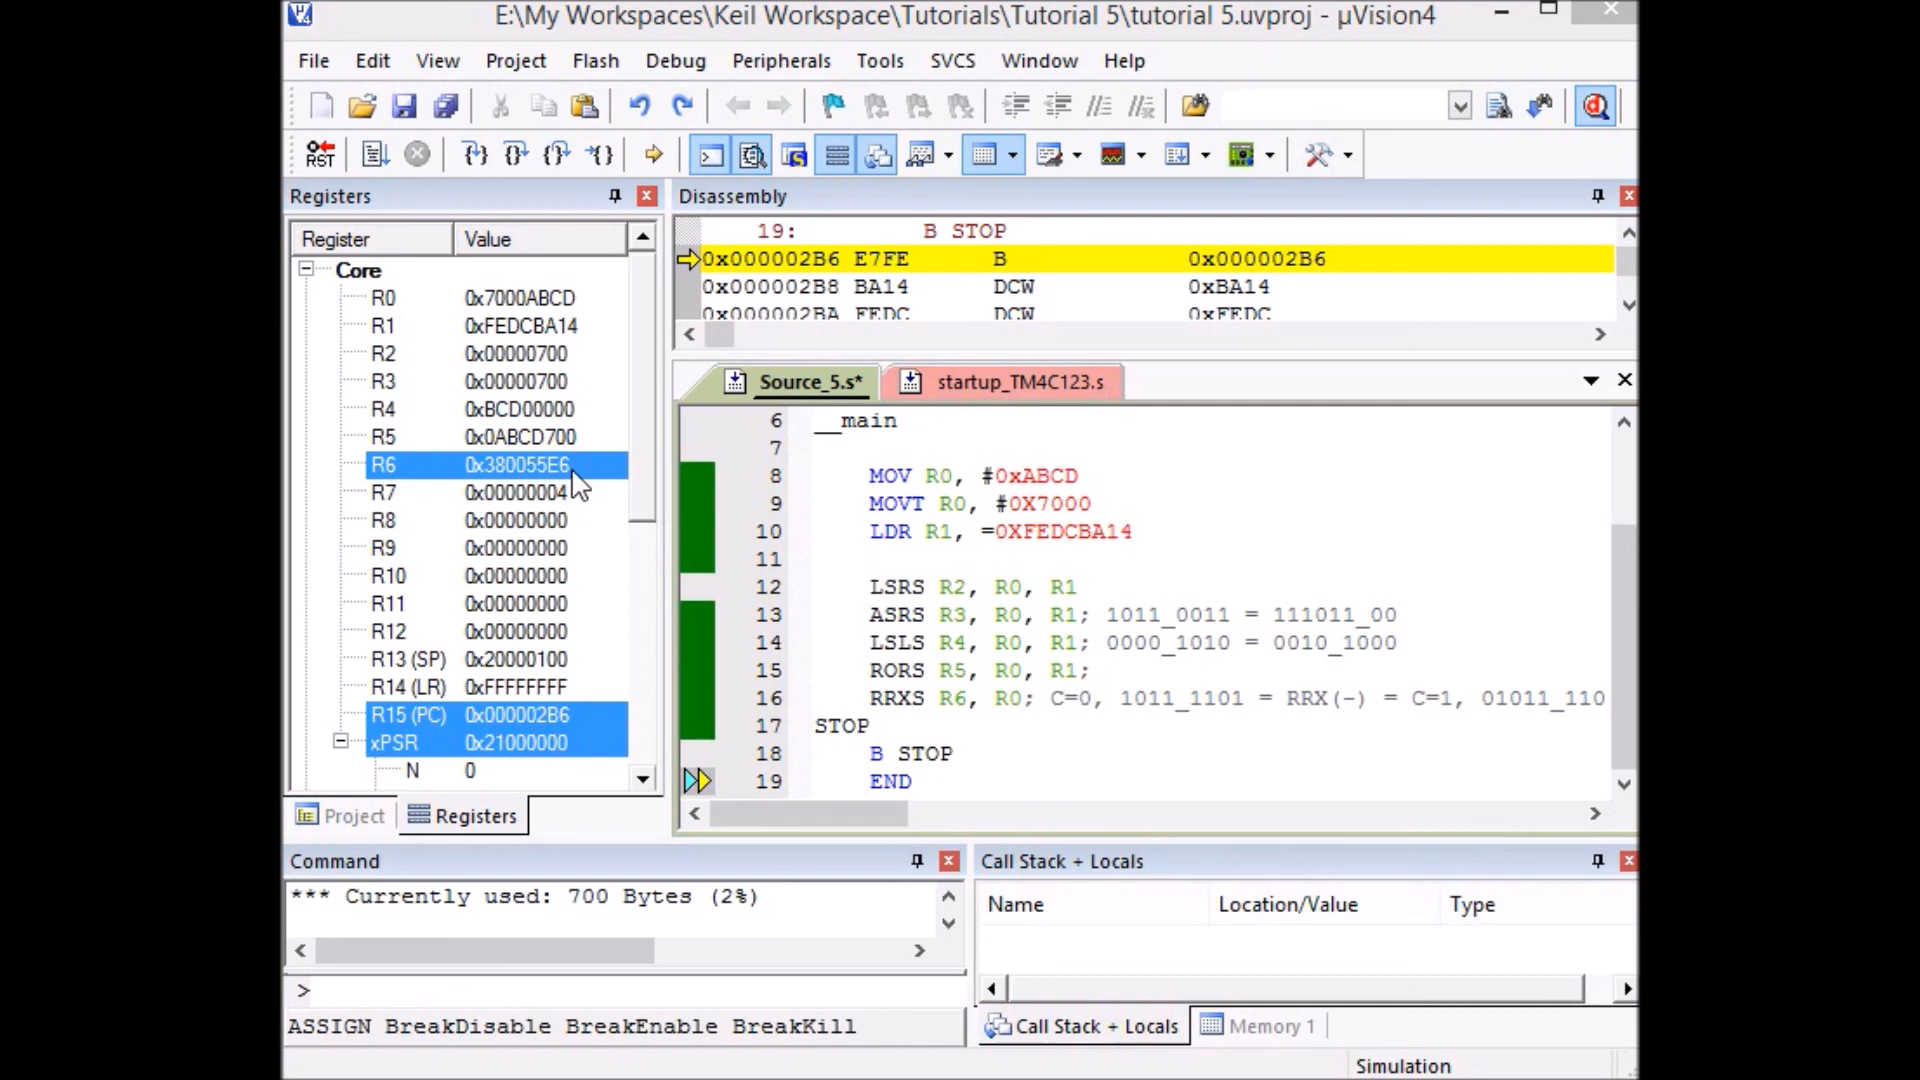 E:\My Workspaces\Keil Workspace\Tutorials\Tutorial 5\tutorial 5.uvproj - µVision4
File Edit View Project Flash Debug Peripherals Tools SVCS Window Help
RST
Registers
Register Value
Core
R0 0x7000ABCD
R1 0xFEDCBA14
R2 0x00000700
R3 0x00000700
R4 0xBCD00000
R5 0x0ABCD700
R6 0x380055E6
R7 0x00000004
R8 0x00000000
R9 0x00000000
R10 0x00000000
R11 0x00000000
R12 0x00000000
R13 (SP) 0x20000100
R14 (LR) 0xFFFFFFFF
R15 (PC) 0x000002B6
xPSR 0x21000000
N 0
Project Registers
Disassembly
19: B STOP
0x000002B6 E7FE B 0x000002B6
0x000002B8 BA14 DCW 0xBA14
0x000002BA FEDC DCW 0xFEDC
Source_5.s* startup_TM4C123.s
6 __main
7
8 MOV R0, #0xABCD
9 MOVT R0, #0X7000
10 LDR R1, =0XFEDCBA14
11
12 LSRS R2, R0, R1
13 ASRS R3, R0, R1; 1011_0011 = 111011_00
14 LSLS R4, R0, R1; 0000_1010 = 0010_1000
15 RORS R5, R0, R1;
16 RRXS R6, R0; C=0, 1011_1101 = RRX(-) = C=1, 01011_110
17 STOP
18 B STOP
19 END
Command
*** Currently used: 700 Bytes (2%)
>
ASSIGN BreakDisable BreakEnable BreakKill
Call Stack + Locals
Name Location/Value Type
Call Stack + Locals Memory 1
Simulation